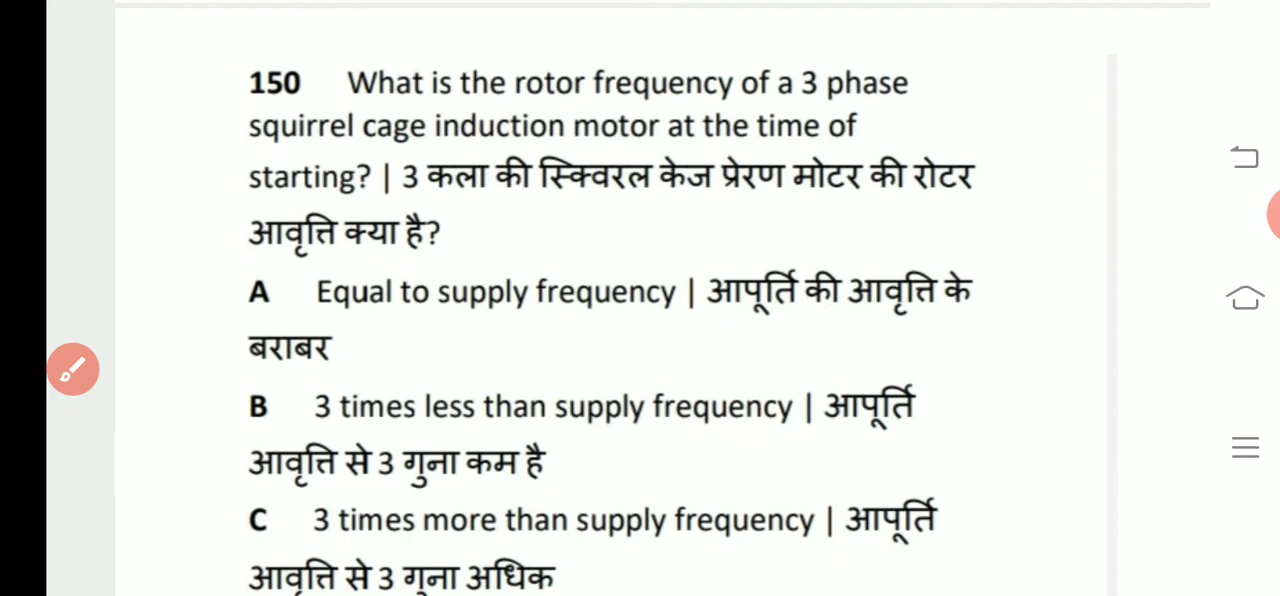 150 What is the rotor frequency of a 3 phase
squirrel cage induction motor at the time of
starting? | 3 कला की स्क्विरल केज प्रेरण मोटर की रोटर
आवृत्ति क्या है?
A Equal to supply frequency | आपूर्ति की आवृत्ति के
बराबर
B 3 times less than supply frequency | आपूर्ति
आवृत्ति से 3 गुना कम है
C 3 times more than supply frequency | आपूर्ति
आवृत्ति से 3 गुना अधिक